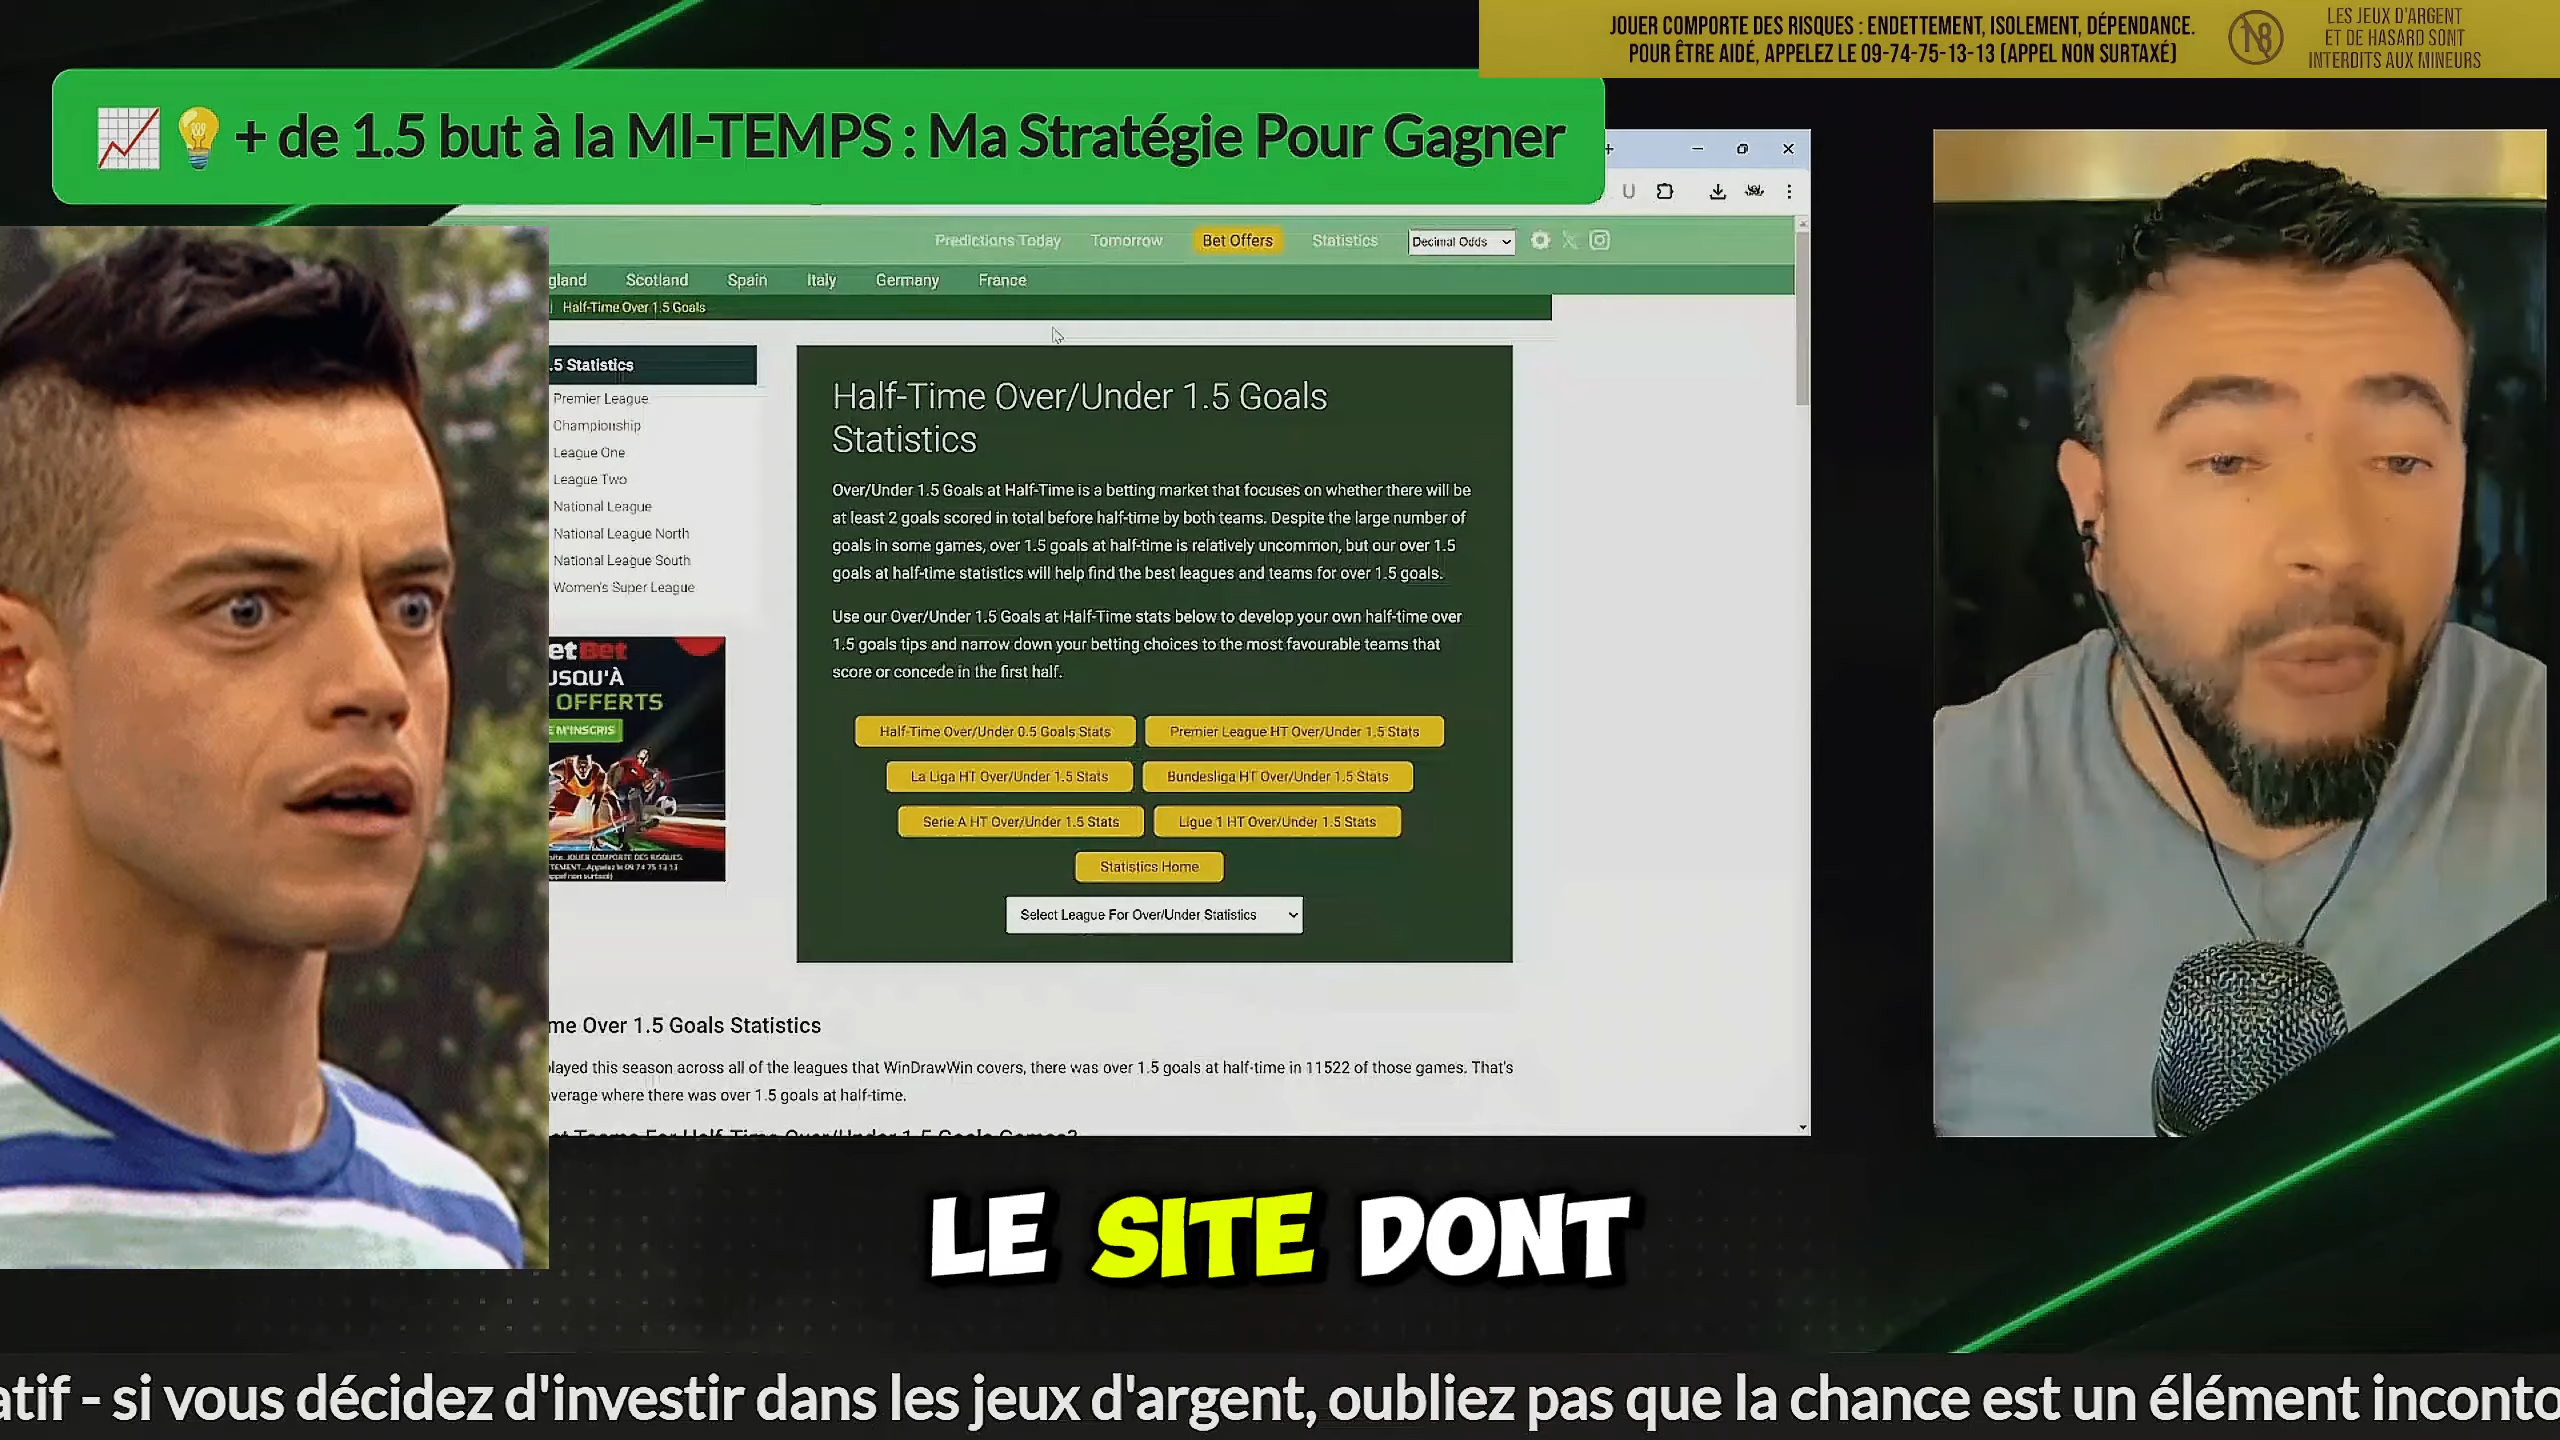 JOUER COMPORTE DES RISQUES : ENDETTEMENT, ISOLEMENT, DÉPENDANCE.
POUR ÊTRE AIDÉ, APPELEZ LE 09-74-75-13-13 (APPEL NON SURTAXÉ)
18
LES JEUX D'ARGENT
ET DE HASARD SONT
INTERDITS AUX MINEURS
+ de 1.5 but à la MI-TEMPS : Ma Stratégie Pour Gagner
Predictions Today Tomorrow Bet Offers Statistics Decimal Odds
gland Scotland Spain Italy Germany France
Half-Time Over 1.5 Goals
.5 Statistics
Premier League
Championship
League One
League Two
National League
National League North
National League South
Women's Super League
etBet
USQU'À
OFFERTS
E M'INSCRIS
Half-Time Over/Under 1.5 Goals
Statistics
Over/Under 1.5 Goals at Half-Time is a betting market that focuses on whether there will be
at least 2 goals scored in total before half-time by both teams. Despite the large number of
goals in some games, over 1.5 goals at half-time is relatively uncommon, but our over 1.5
goals at half-time statistics will help find the best leagues and teams for over 1.5 goals.
Use our Over/Under 1.5 Goals at Half-Time stats below to develop your own half-time over
1.5 goals tips and narrow down your betting choices to the most favourable teams that
score or concede in the first half.
Half-Time Over/Under 0.5 Goals Stats Premier League HT Over/Under 1.5 Stats
La Liga HT Over/Under 1.5 Stats Bundesliga HT Over/Under 1.5 Stats
Serie A HT Over/Under 1.5 Stats Ligue 1 HT Over/Under 1.5 Stats
Statistics Home
Select League For Over/Under Statistics
me Over 1.5 Goals Statistics
layed this season across all of the leagues that WinDrawWin covers, there was over 1.5 goals at half-time in 11522 of those games. That's
verage where there was over 1.5 goals at half-time.
LE SITE DONT
atif - si vous décidez d'investir dans les jeux d'argent, oubliez pas que la chance est un élément inconto